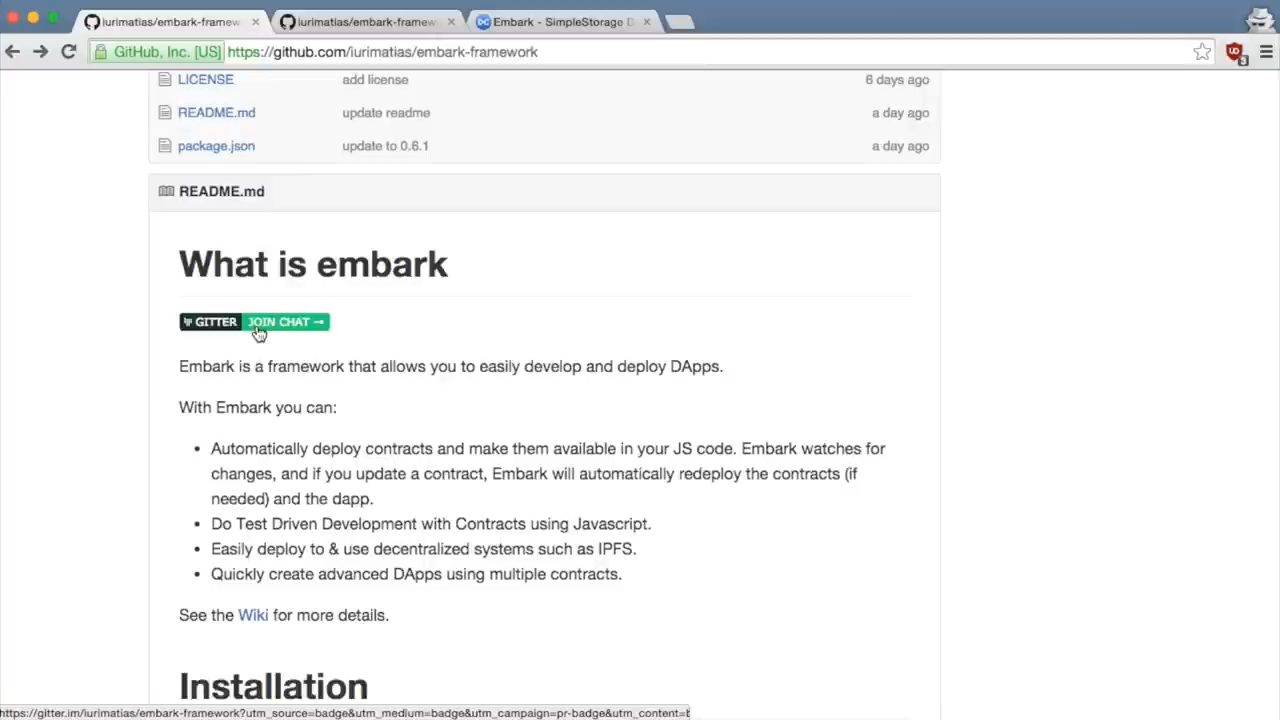 iurimatias/embark-framew
iurimatias/embark-framew
Embark - SimpleStorage D
GitHub, Inc. [US] https://github.com/iurimatias/embark-framework
3
LICENSE add license 6 days ago
README.md update readme a day ago
package.json update to 0.6.1 a day ago
README.md
What is embark
GITTER JOIN CHAT →
Embark is a framework that allows you to easily develop and deploy DApps.
With Embark you can:
• Automatically deploy contracts and make them available in your JS code. Embark watches for
changes, and if you update a contract, Embark will automatically redeploy the contracts (if
needed) and the dapp.
• Do Test Driven Development with Contracts using Javascript.
• Easily deploy to & use decentralized systems such as IPFS.
• Quickly create advanced DApps using multiple contracts.
See the Wiki for more details.
Installation
https://gitter.im/iurimatias/embark-framework?utm_source=badge&utm_medium=badge&utm_campaign=pr-badge&utm_content=b